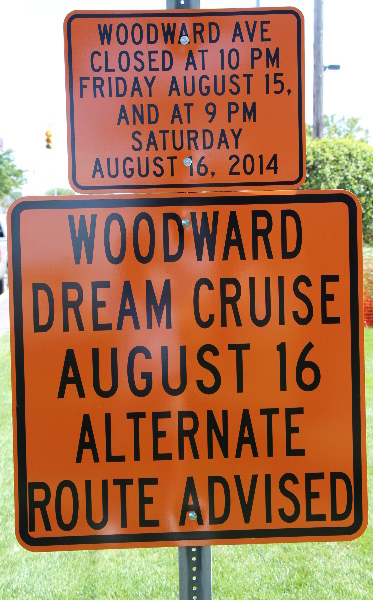 WOODWARD AVE
CLOSED AT 10 PM
FRIDAY AUGUST 15,
AND AT 9 PM
SATURDAY
AUGUST 16, 2014
WOODWARD
DREAM CRUISE
AUGUST 16
ALTERNATE
ROUTE ADVISED